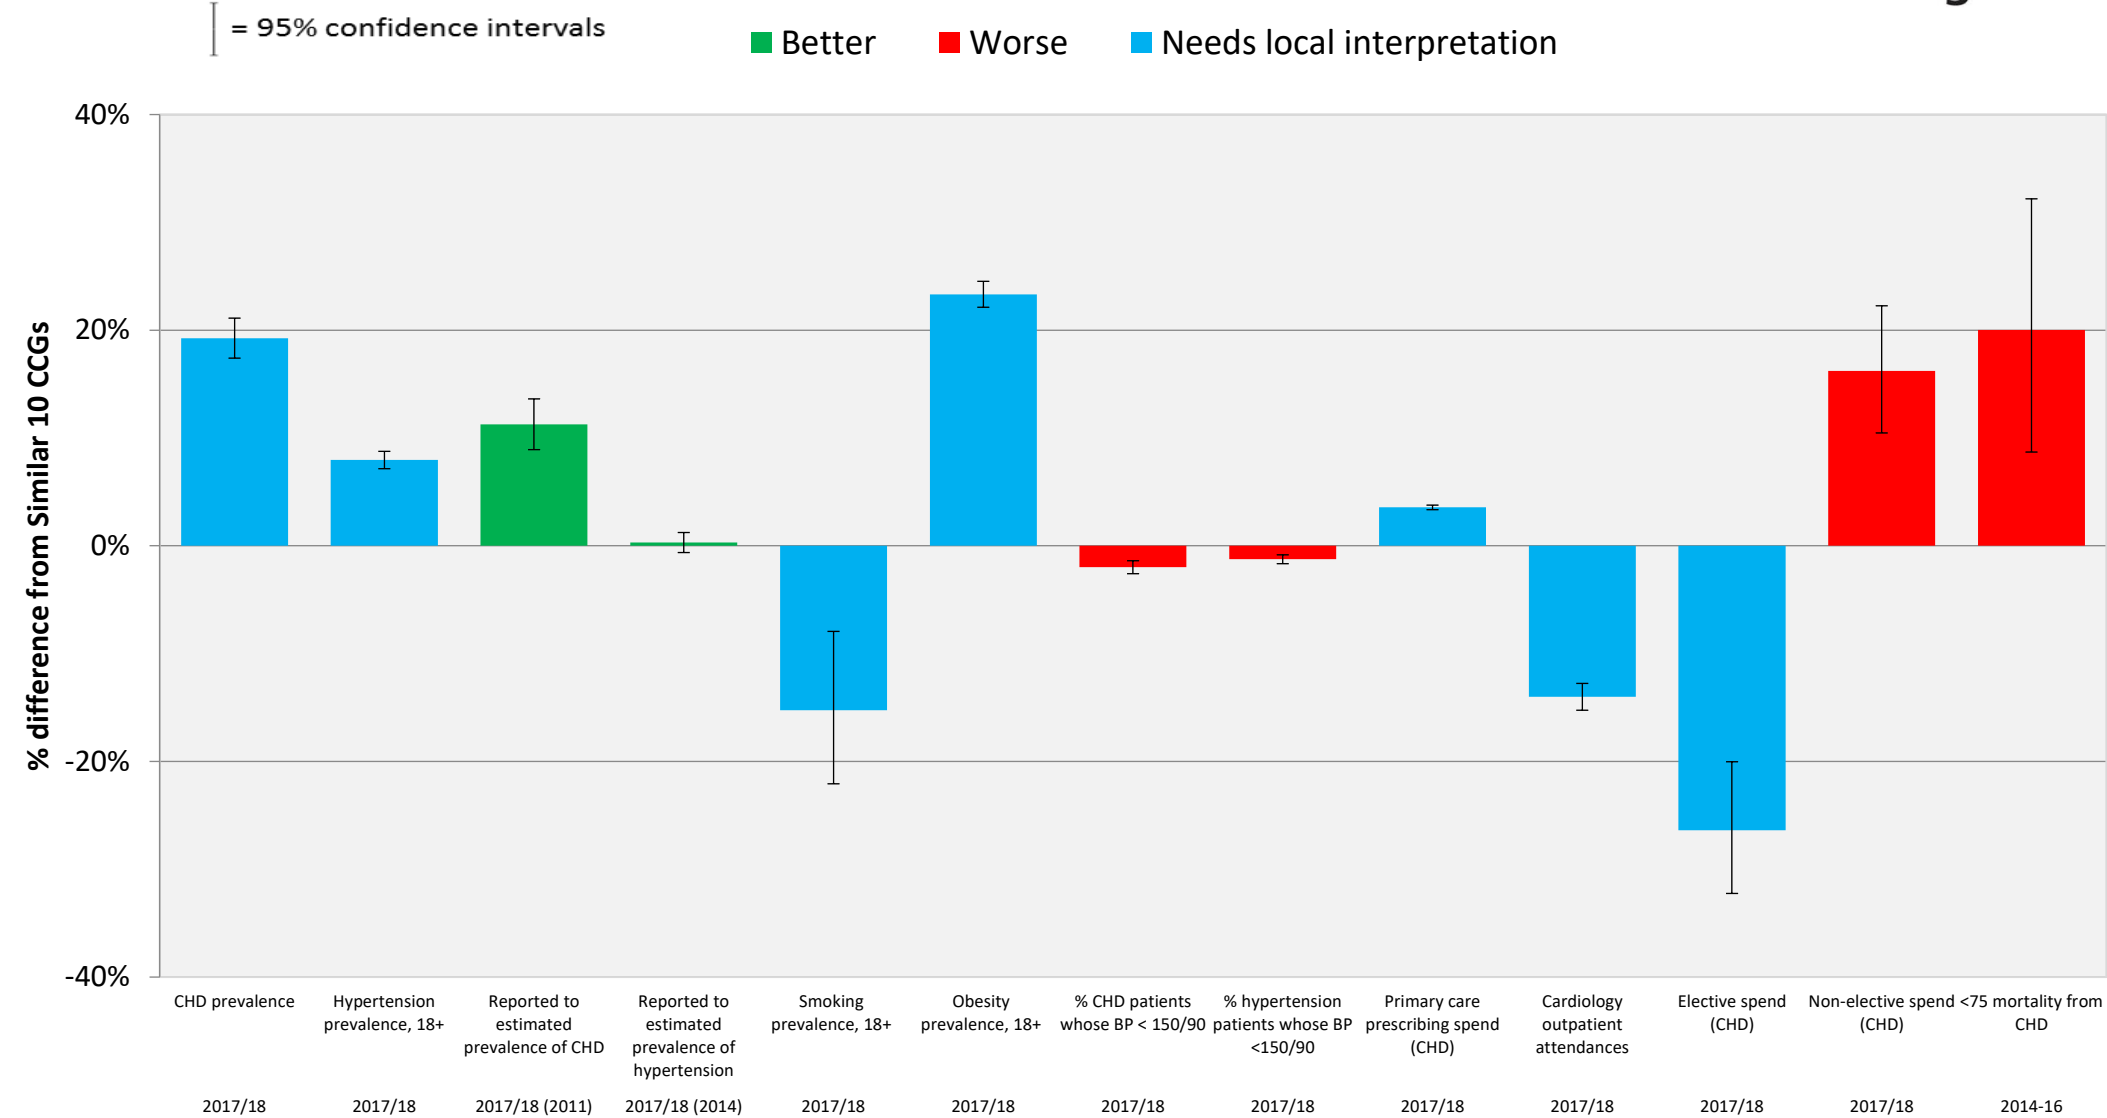 = 95% confidence intervals
Better
Worse
Needs local interpretation
% difference from Similar 10 CCGs
40%
20%
0%
-20%
-40%
CHD prevalence
2017/18
Hypertension
prevalence, 18+
2017/18
Reported to
estimated
prevalence of CHD
2017/18 (2011)
Reported to
estimated
prevalence of
hypertension
2017/18 (2014)
Smoking
prevalence, 18+
2017/18
Obesity
prevalence, 18+
2017/18
% CHD patients
whose BP < 150/90
2017/18
% hypertension
patients whose BP
<150/90
2017/18
Primary care
prescribing spend
(CHD)
2017/18
Cardiology
outpatient
attendances
2017/18
Elective spend
(CHD)
2017/18
Non-elective spend
(CHD)
2017/18
<75 mortality from
CHD
2014-16